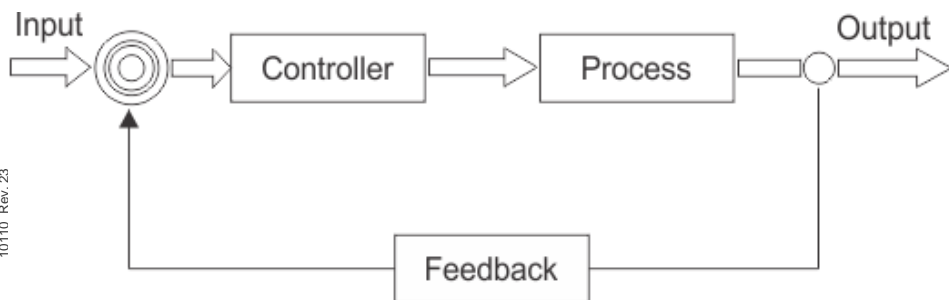 Input
Output
Controller
Process
Feedback
10110 Rev. 23